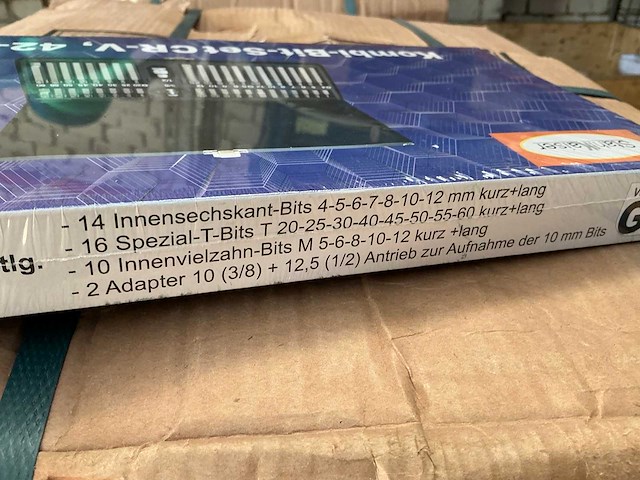 Kombi-Bit-Set CR-V, 42-
StarMaster
- 14 Innensechskant-Bits 4-5-6-7-8-10-12 mm kurz+lang
- 16 Spezial-T-Bits T 20-25-30-40-45-50-55-60 kurz+lang
tlg.
- 10 Innenvielzahn-Bits M 5-6-8-10-12 kurz +lang
- 2 Adapter 10 (3/8) + 12,5 (1/2) Antrieb zur Aufnahme der 10 mm Bits
G